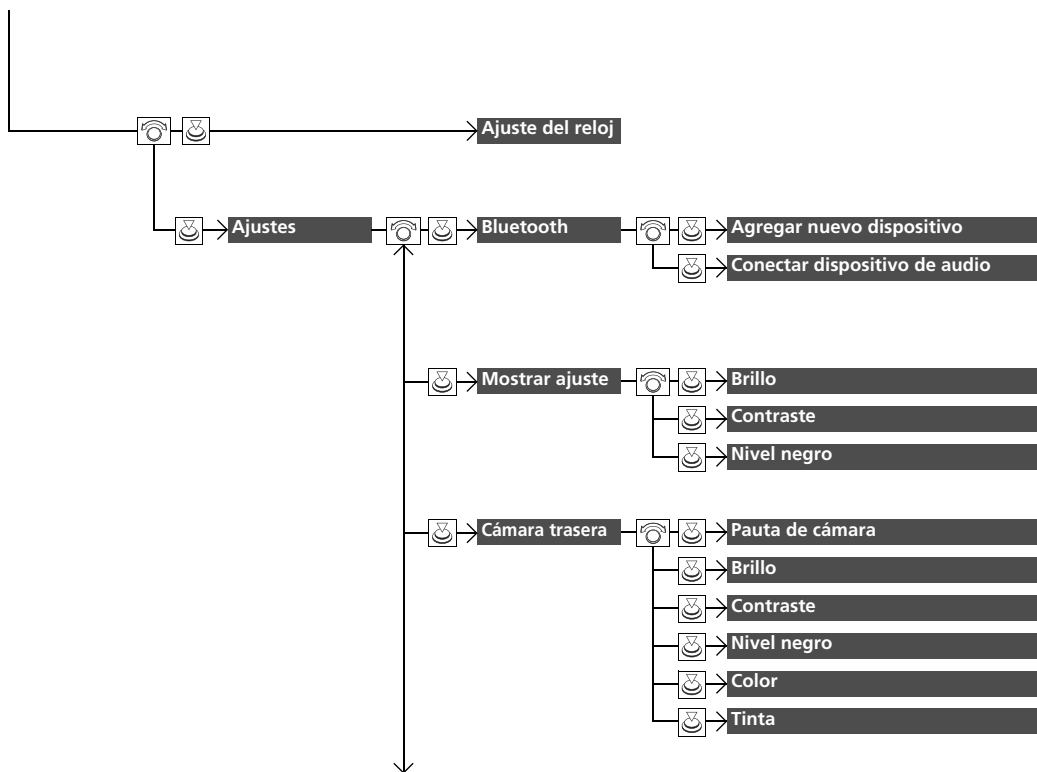 Ajuste del reloj
Ajustes
Bluetooth
Agregar nuevo dispositivo
Conectar dispositivo de audio
Mostrar ajuste
Brillo
Contraste
Nivel negro
Cámara trasera
Pauta de cámara
Brillo
Contraste
Nivel negro
Color
Tinta